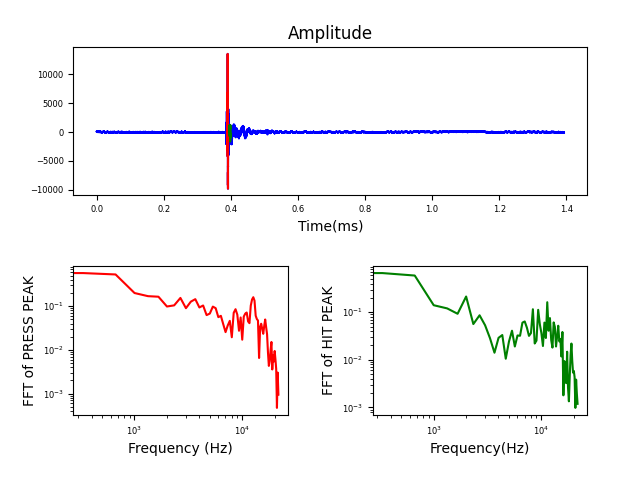 Amplitude
10000
5000
0
−5000
−10000
0.0 0.2 0.4 0.6 0.8 1.0 1.2 1.4
Time(ms)
FFT of PRESS PEAK
10⁻¹
10⁻²
10⁻³
10³ 10⁴
Frequency (Hz)
FFT of HIT PEAK
10⁻¹
10⁻²
10⁻³
10³ 10⁴
Frequency(Hz)